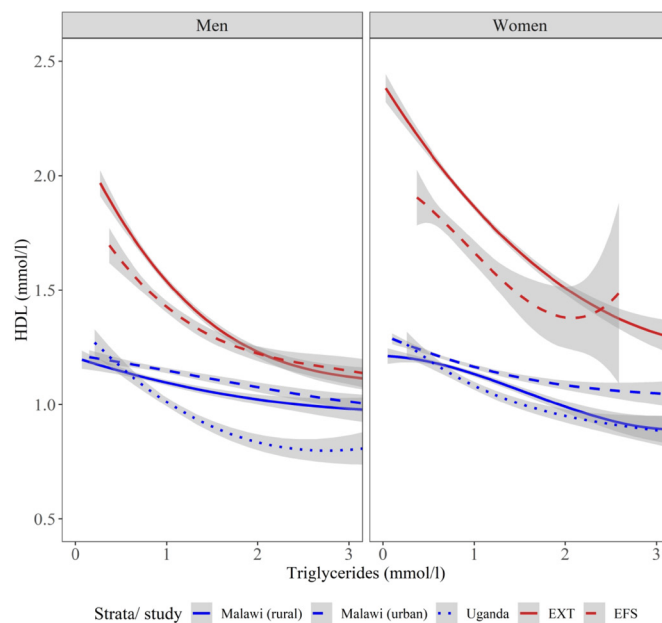 Men Women
2.5
2.0
1.5
1.0
0.5
HDL (mmol/l)
0 1 2 3 0 1 2 3
Triglycerides (mmol/l)
Strata/ study Malawi (rural) Malawi (urban) Uganda EXT EFS